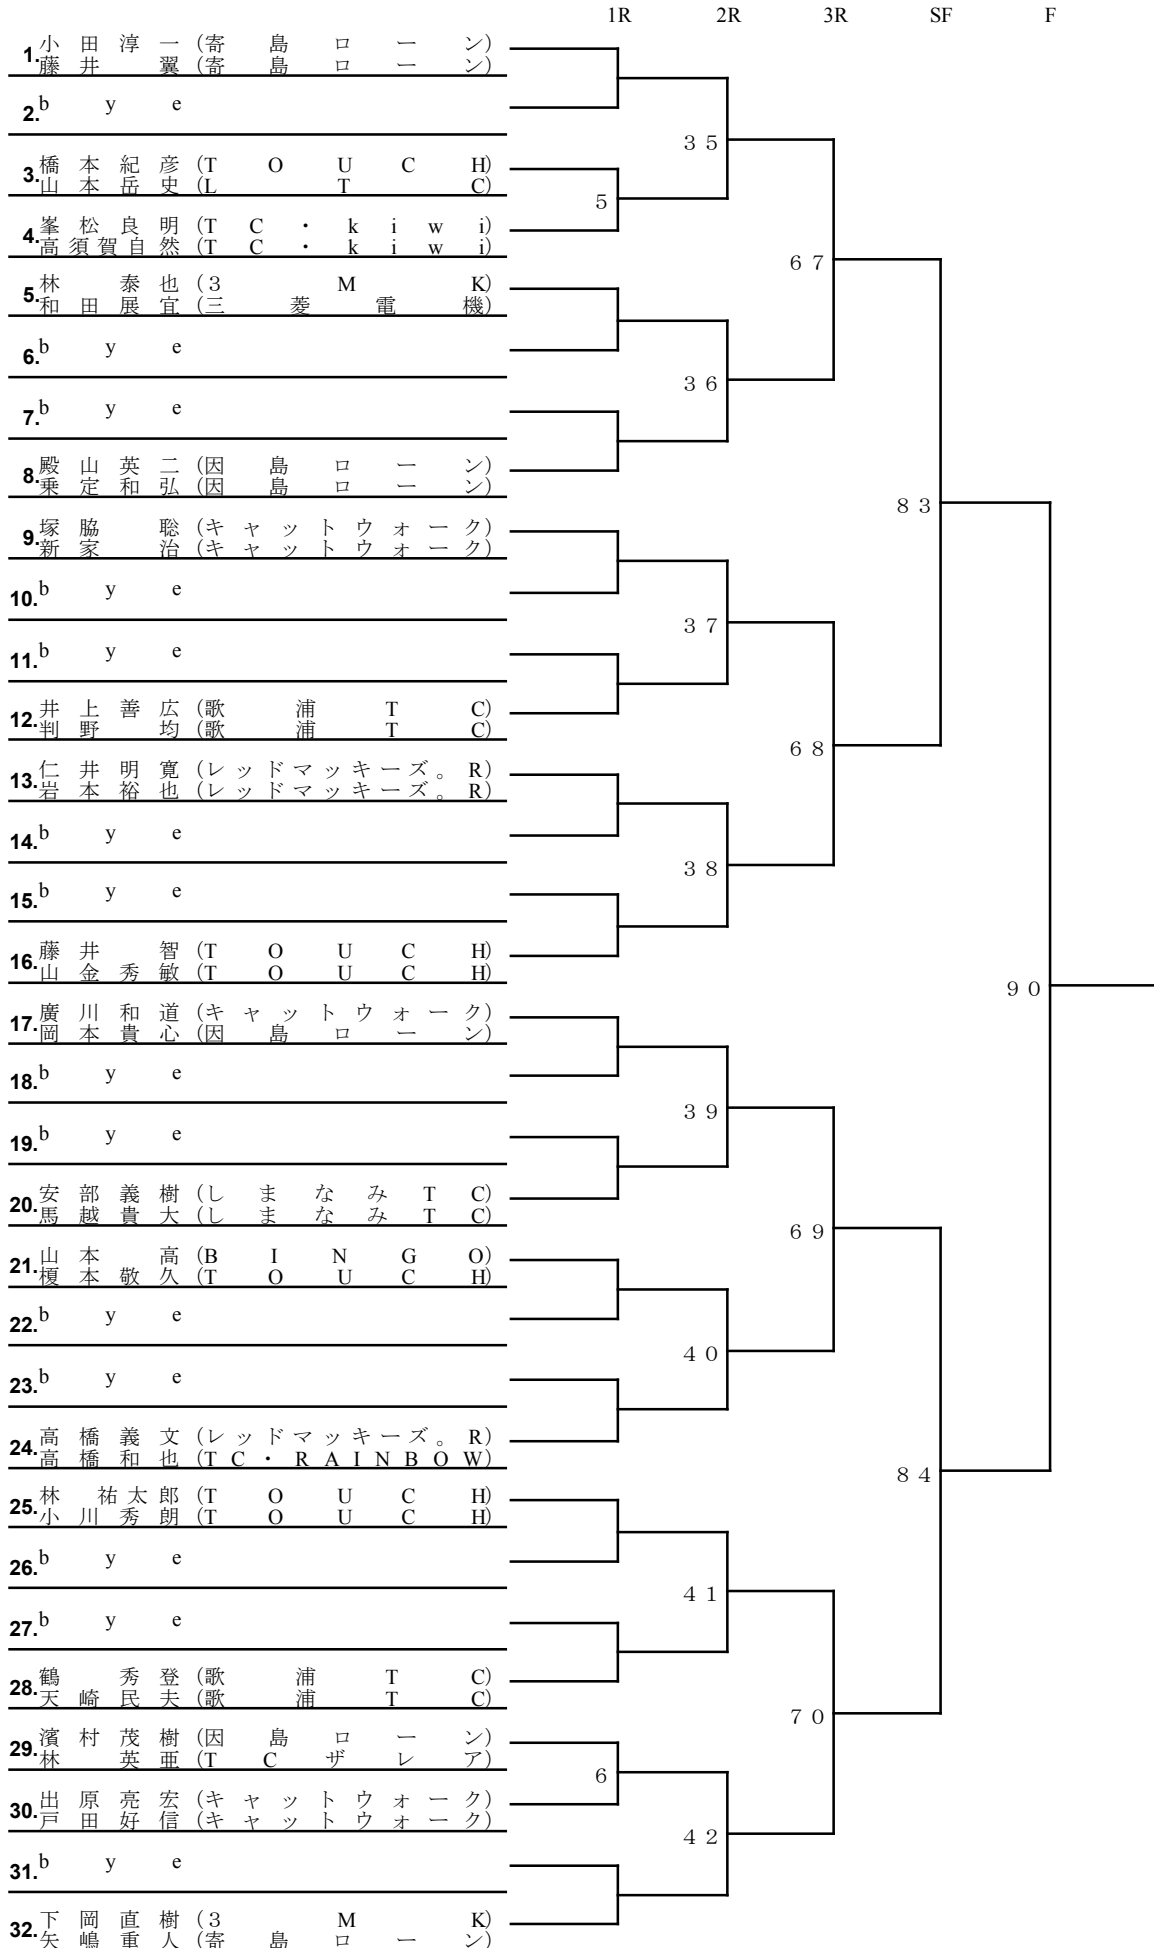 1R 2R 3R SF F
1. 小田淳一 (寄島ローン)
藤井 翼 (寄島ローン)
2. bye
35
3. 橋本紀彦 (TOUCH)
山本岳史 (LTC)
5
4. 峯松良明 (TC・kiwi)
高須賀自然 (TC・kiwi)
67
5. 林 泰也 (3MK)
和田展宜 (三菱電機)
6. bye
36
7. bye
8. 殿山英二 (因島ローン)
乗定和弘 (因島ローン)
83
9. 塚脇 聡 (キャットウォーク)
新家 治 (キャットウォーク)
10. bye
37
11. bye
12. 井上善広 (歌浦TC)
判野 均 (歌浦TC)
68
13. 仁井明寛 (レッドマッキーズ。R)
岩本裕也 (レッドマッキーズ。R)
14. bye
38
15. bye
16. 藤井 智 (TOUCH)
山金秀敏 (TOUCH)
90
17. 廣川和道 (キャットウォーク)
岡本貴心 (因島ローン)
18. bye
39
19. bye
20. 安部義樹 (しまなみTC)
馬越貴大 (しまなみTC)
69
21. 山本 高 (BINGO)
榎本敬久 (TOUCH)
22. bye
40
23. bye
24. 高橋義文 (レッドマッキーズ。R)
高橋和也 (TC・RAINBOW)
84
25. 林 祐太郎 (TOUCH)
小川秀朗 (TOUCH)
26. bye
41
27. bye
28. 鶴 秀登 (歌浦TC)
天崎民夫 (歌浦TC)
70
29. 濱村茂樹 (因島ローン)
林 英亜 (TCザレア)
6
30. 出原亮宏 (キャットウォーク)
戸田好信 (キャットウォーク)
42
31. bye
32. 下岡直樹 (3MK)
矢嶋重人 (寄島ローン)